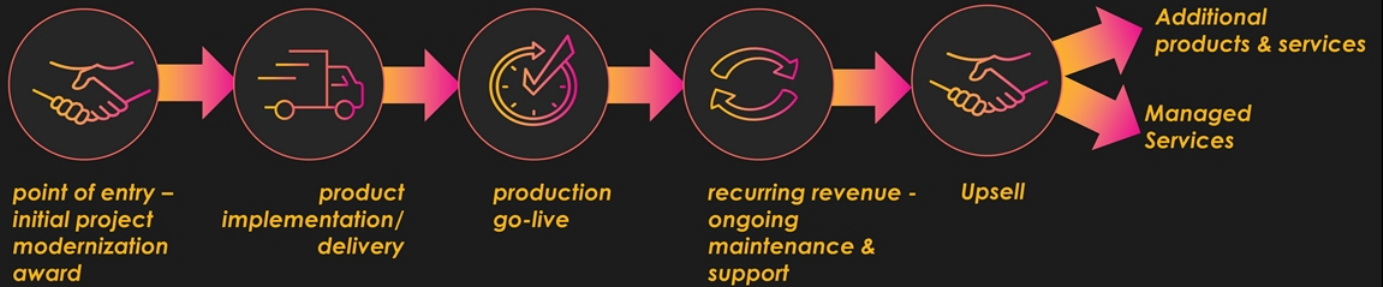 point of entry –
initial project
modernization
award
product
implementation/
delivery
production
go-live
recurring revenue -
ongoing
maintenance &
support
Upsell
Additional
products & services
Managed
Services